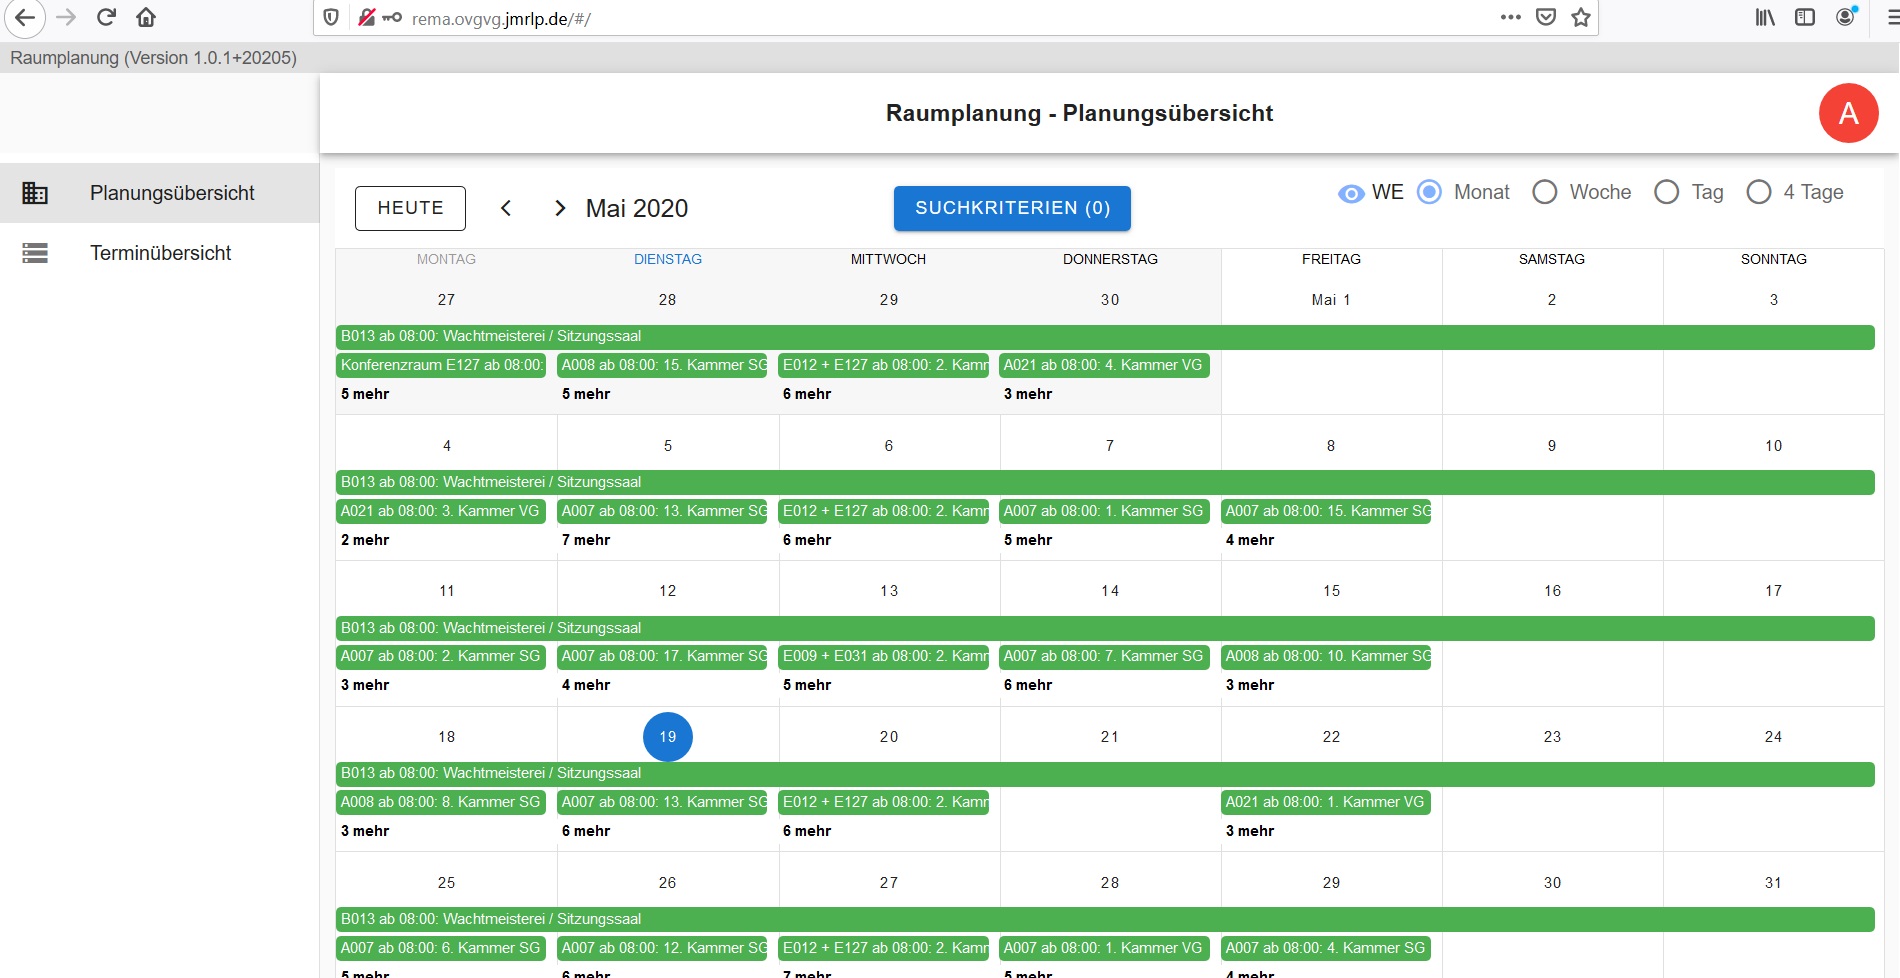 rema.ovgvg.jmrlp.de/#/
Raumplanung (Version 1.0.1+20205)
Raumplanung - Planungsübersicht
A
Planungsübersicht
Terminübersicht
HEUTE
Mai 2020
SUCHKRITERIEN (0)
WE Monat Woche Tag 4 Tage
MONTAG DIENSTAG MITTWOCH DONNERSTAG FREITAG SAMSTAG SONNTAG
27 28 29 30 Mai 1 2 3
B013 ab 08:00: Wachtmeisterei / Sitzungssaal
Konferenzraum E127 ab 08:00: A008 ab 08:00: 15. Kammer SG E012 + E127 ab 08:00: 2. Kamm A021 ab 08:00: 4. Kammer VG
5 mehr 5 mehr 6 mehr 3 mehr
4 5 6 7 8 9 10
B013 ab 08:00: Wachtmeisterei / Sitzungssaal
A021 ab 08:00: 3. Kammer VG A007 ab 08:00: 13. Kammer SG E012 + E127 ab 08:00: 2. Kamm A007 ab 08:00: 1. Kammer SG A007 ab 08:00: 15. Kammer SG
2 mehr 7 mehr 6 mehr 5 mehr 4 mehr
11 12 13 14 15 16 17
B013 ab 08:00: Wachtmeisterei / Sitzungssaal
A007 ab 08:00: 2. Kammer SG A007 ab 08:00: 17. Kammer SG E009 + E031 ab 08:00: 2. Kamm A007 ab 08:00: 7. Kammer SG A008 ab 08:00: 10. Kammer SG
3 mehr 4 mehr 5 mehr 6 mehr 3 mehr
18 19 20 21 22 23 24
B013 ab 08:00: Wachtmeisterei / Sitzungssaal
A008 ab 08:00: 8. Kammer SG A007 ab 08:00: 13. Kammer SG E012 + E127 ab 08:00: 2. Kamm A021 ab 08:00: 1. Kammer VG
3 mehr 6 mehr 6 mehr 3 mehr
25 26 27 28 29 30 31
B013 ab 08:00: Wachtmeisterei / Sitzungssaal
A007 ab 08:00: 6. Kammer SG A007 ab 08:00: 12. Kammer SG E012 + E127 ab 08:00: 2. Kamm A007 ab 08:00: 1. Kammer VG A007 ab 08:00: 4. Kammer SG
5 mehr 6 mehr 7 mehr 5 mehr 4 mehr